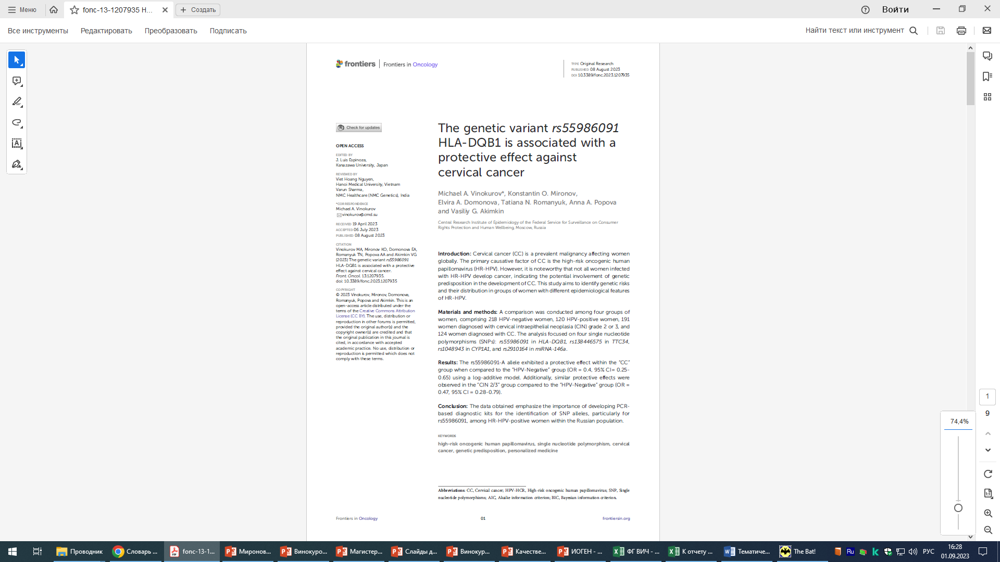 Меню
fonc-13-1207935 H...
Создать
Войти
Все инструменты
Редактировать
Преобразовать
Подписать
Найти текст или инструмент
frontiers | Frontiers in Oncology
TYPE Original Research
PUBLISHED 08 August 2023
DOI 10.3389/fonc.2023.1207935
Check for updates
OPEN ACCESS
EDITED BY
J. Luis Espinoza,
Kanazawa University, Japan
REVIEWED BY
Viet Hoang Nguyen,
Hanoi Medical University, Vietnam
Varun Sharma,
NMC Healthcare (NMC Genetics), India
*CORRESPONDENCE
Michael A. Vinokurov
vinokurov@cmd.su
RECEIVED 19 April 2023
ACCEPTED 06 July 2023
PUBLISHED 08 August 2023
CITATION
Vinokurov MA, Mironov KO, Domonova EA,
Romanyuk TN, Popova AA and Akimkin VG
(2023) The genetic variant rs55986091
HLA-DQB1 is associated with a protective
effect against cervical cancer.
Front. Oncol. 13:1207935.
doi: 10.3389/fonc.2023.1207935
COPYRIGHT
© 2023 Vinokurov, Mironov, Domonova,
Romanyuk, Popova and Akimkin. This is an
open-access article distributed under the
terms of the Creative Commons Attribution
License (CC BY). The use, distribution or
reproduction in other forums is permitted,
provided the original author(s) and the
copyright owner(s) are credited and that
the original publication in this journal is
cited, in accordance with accepted
academic practice. No use, distribution or
reproduction is permitted which does not
comply with these terms.
The genetic variant rs55986091
HLA-DQB1 is associated with a
protective effect against
cervical cancer
Michael A. Vinokurov*, Konstantin O. Mironov,
Elvira A. Domonova, Tatiana N. Romanyuk, Anna A. Popova
and Vasiliy G. Akimkin
Central Research Institute of Epidemiology of the Federal Service for Surveillance on Consumer
Rights Protection and Human Wellbeing, Moscow, Russia
Introduction: Cervical cancer (CC) is a prevalent malignancy affecting women
globally. The primary causative factor of CC is the high-risk oncogenic human
papillomavirus (HR-HPV). However, it is noteworthy that not all women infected
with HR-HPV develop cancer, indicating the potential involvement of genetic
predisposition in the development of CC. This study aims to identify genetic risks
and their distribution in groups of women with different epidemiological features
of HR-HPV.
Materials and methods: A comparison was conducted among four groups of
women, comprising 218 HPV-negative women, 120 HPV-positive women, 191
women diagnosed with cervical intraepithelial neoplasia (CIN) grade 2 or 3, and
124 women diagnosed with CC. The analysis focused on four single nucleotide
polymorphisms (SNPs): rs55986091 in HLA-DQB1, rs138446575 in TTC34,
rs1048943 in CYP1A1, and rs2910164 in miRNA-146a.
Results: The rs55986091-A allele exhibited a protective effect within the "CC"
group when compared to the "HPV-Negative" group (OR = 0.4, 95% CI= 0.25-
0.65) using a log-additive model. Additionally, similar protective effects were
observed in the "CIN 2/3" group compared to the "HPV-Negative" group (OR =
0.47, 95% CI = 0.28-0.79).
Conclusion: The data obtained emphasize the importance of developing PCR-
based diagnostic kits for the identification of SNP alleles, particularly for
rs55986091, among HR-HPV-positive women within the Russian population.
KEYWORDS
high-risk oncogenic human papillomavirus, single nucleotide polymorphism, cervical
cancer, genetic predisposition, personalized medicine
Abbreviations: CC, Cervical cancer; HPV-HCR, High-risk oncogenic human papillomavirus; SNP, Single
nucleotide polymorphisms; AIC, Akaike information criterion; BIC, Bayesian information criterion.
Frontiers in Oncology
01
frontiersin.org
1
9
74,4%
Проводник
Словарь ...
fonc-13-1...
Миронов...
Винокуро...
Магистер...
Слайды д...
Винокур...
Качестве...
ИОГЕН - ...
ФГ ВИЧ - ...
К отчету ...
Тематиче...
The Bat!
Ru
РУС
16:28
01.09.2023